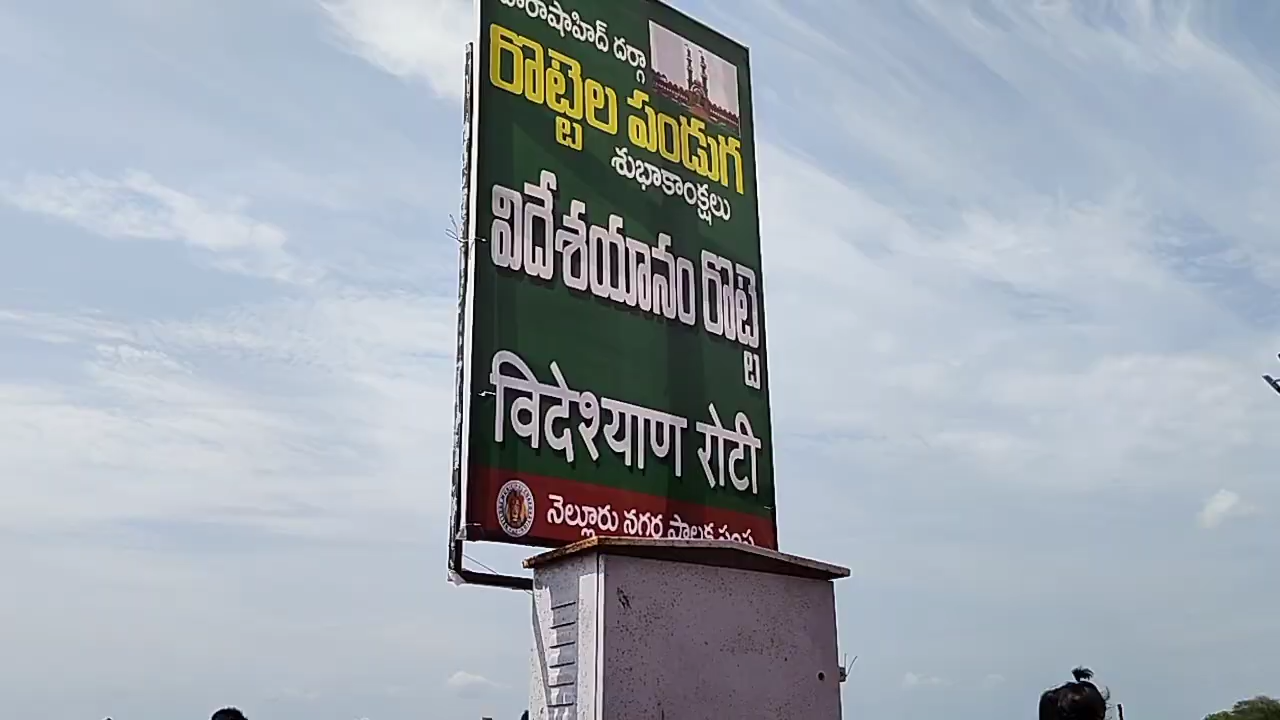 బారాషాహిద్ దర్గా
రొట్టెల పండుగ
శుభాకాంక్షలు
విదేశయానం రొట్టె
विदेश्याण रोटी
నెల్లూరు నగర పాలక సంస్థ